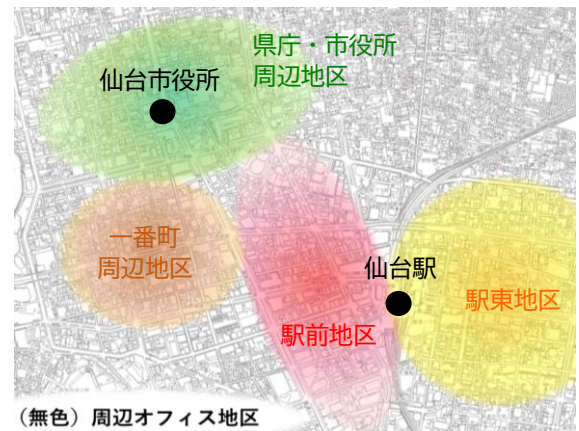 県庁・市役所
周辺地区
仙台市役所
一番町
周辺地区
仙台駅
駅東地区
駅前地区
(無色)周辺オフィス地区